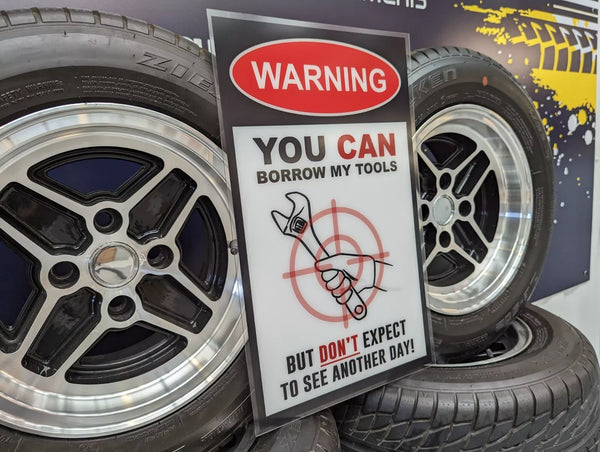 WARNING
YOU CAN
BORROW MY TOOLS
BUT DON'T EXPECT
TO SEE ANOTHER DAY!